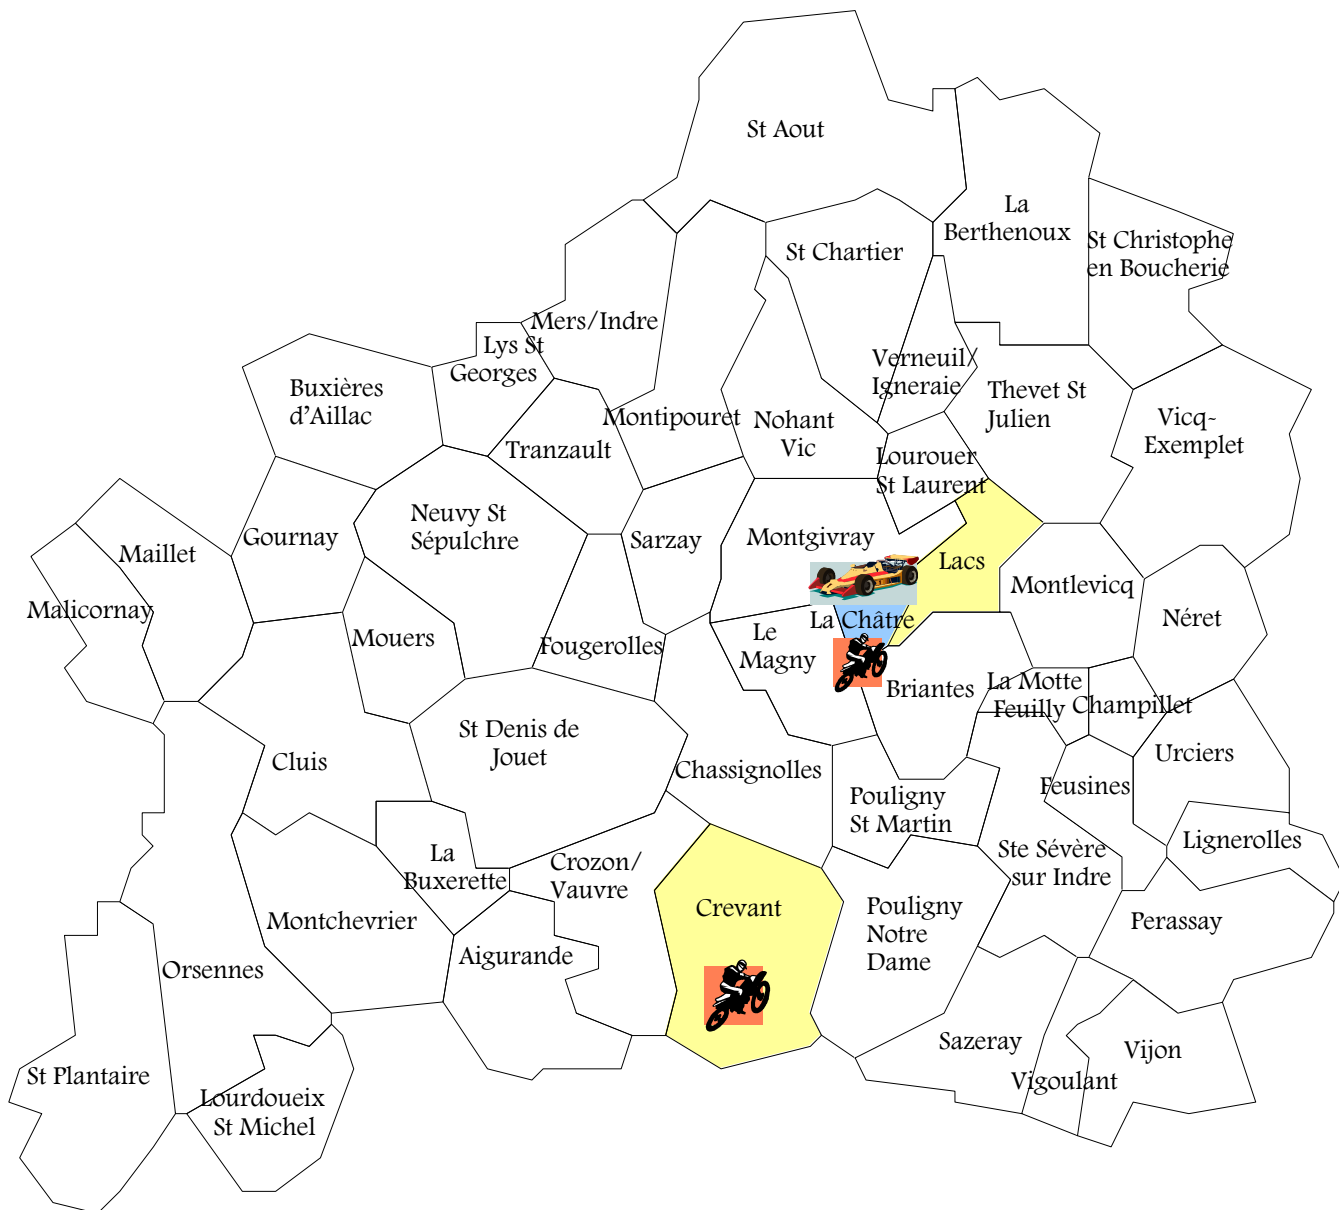 St Aout
La
Berthenoux
St Christophe
en Boucherie
St Chartier
Mers/Indre
Lys St
Georges
Buxières
d'Aillac
Verneuil/
Igneraie
Thevet St
Julien
Vicq-
Exemplet
Montipouret
Nohant
Vic
Tranzault
Lourouer
St Laurent
Neuvy St
Sépulchre
Gournay
Maillet
Sarzay
Montgivray
Lacs
Montlevicq
Malicornay
Mouers
Fougerolles
Le
Magny
La Châtre
Néret
Briantes
La Motte
Feuilly
Champillet
St Denis de
Jouet
Cluis
Chassignolles
Urciers
Feusines
Pouligny
St Martin
Lignerolles
La
Buxerette
Crozon/
Vauvre
Ste Sévère
sur Indre
Montchevrier
Crevant
Pouligny
Notre
Dame
Perassay
Aigurande
Orsennes
Sazeray
Vijon
Vigoulant
St Plantaire
Lourdoueix
St Michel